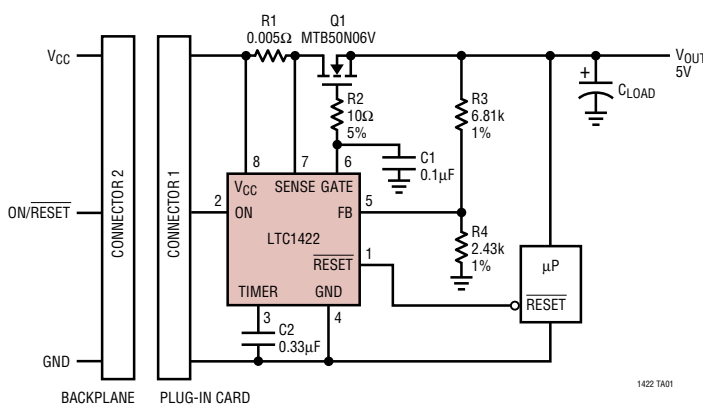 R1
0.005Ω
Q1
MTB50N06V
VCC
VOUT
5V
+
CLOAD
R2
10Ω
5%
R3
6.81k
1%
C1
0.1µF
8
7
6
VCC
SENSE
GATE
2
ON
FB
5
ON/RESET
CONNECTOR 2
CONNECTOR 1
LTC1422
R4
2.43k
1%
RESET
1
µP
RESET
TIMER
GND
3
4
C2
0.33µF
GND
BACKPLANE
PLUG-IN CARD
1422 TA01